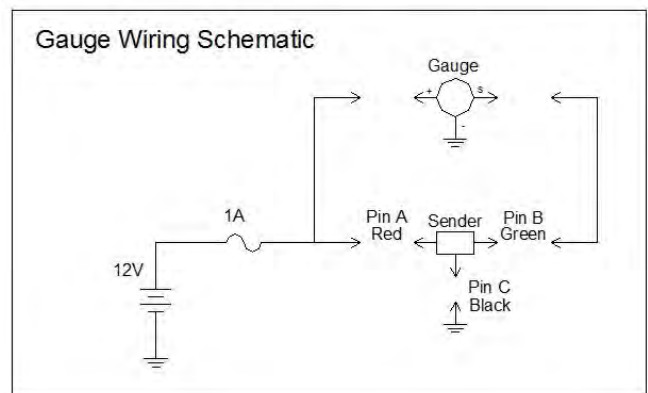 Gauge Wiring Schematic
Gauge
+
s
-
1A
Pin A
Red
Sender
Pin B
Green
12V
Pin C
Black